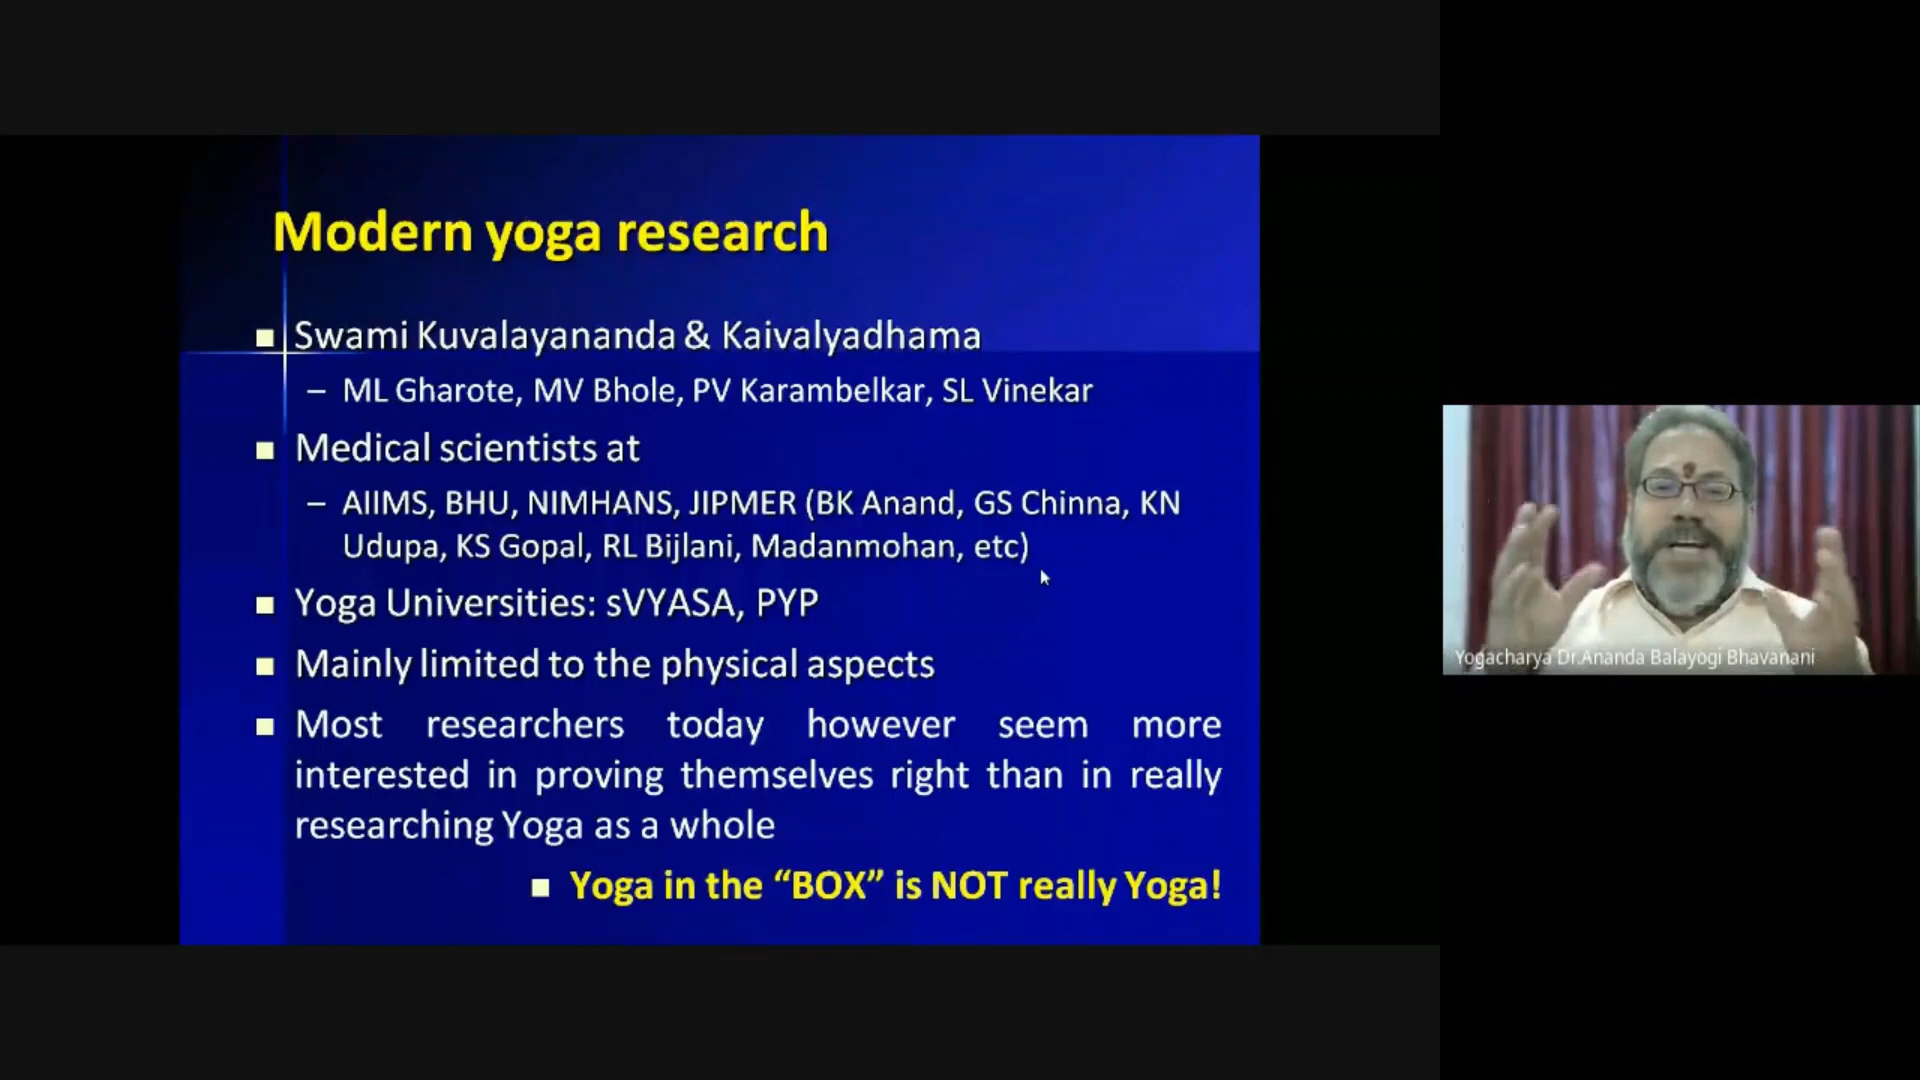 Modern yoga research
Swami Kuvalayananda & Kaivalyadhama
– ML Gharote, MV Bhole, PV Karambelkar, SL Vinekar
Medical scientists at
– AIIMS, BHU, NIMHANS, JIPMER (BK Anand, GS Chinna, KN
Udupa, KS Gopal, RL Bijlani, Madanmohan, etc)
Yoga Universities: sVYASA, PYP
Mainly limited to the physical aspects
Most researchers today however seem more
interested in proving themselves right than in really
researching Yoga as a whole
Yoga in the “BOX” is NOT really Yoga!
Yogacharya Dr.Ananda Balayogi Bhavanani